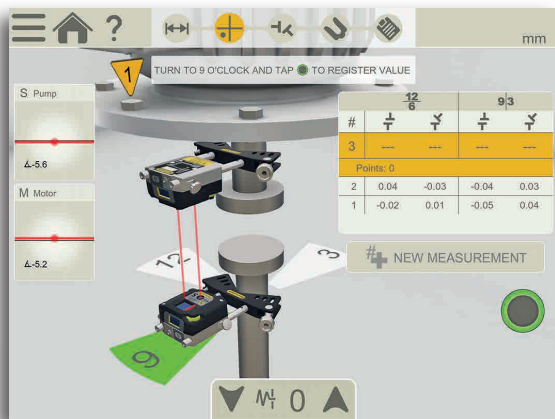 ?
mm
1
TURN TO 9 O'CLOCK AND TAP TO REGISTER VALUE
S Pump
∡-5.6
M Motor
∡-5.2
12
6
9|3
#
3 --- --- --- ---
Points: 0
2 0.04 -0.03 -0.04 0.03
1 -0.02 0.01 -0.05 0.04
# NEW MEASUREMENT
12
3
9
0